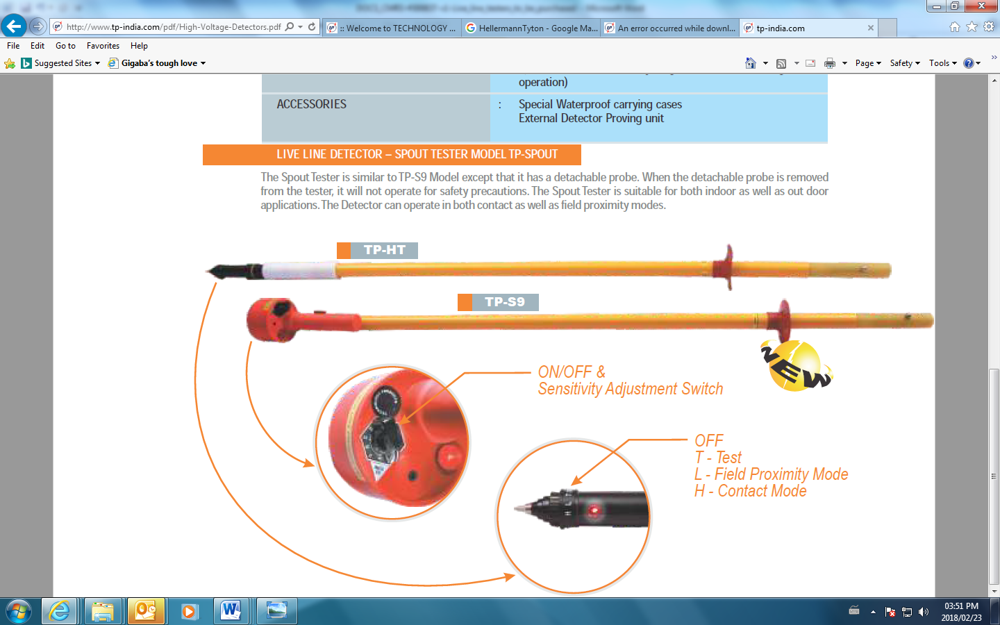 http://www.tp-india.com/pdf/High-Voltage-Detectors.pdf
:: Welcome to TECHNOLOGY ...
HellermannTyton - Google Ma...
An error occurred while downl...
tp-india.com
File Edit Go to Favorites Help
Suggested Sites
Gigaba's tough love
Page Safety Tools
operation)
ACCESSORIES : Special Waterproof carrying cases
External Detector Proving unit
LIVE LINE DETECTOR – SPOUT TESTER MODEL TP-SPOUT
The Spout Tester is similar to TP-S9 Model except that it has a detachable probe. When the detachable probe is removed
from the tester, it will not operate for safety precautions. The Spout Tester is suitable for both indoor as well as out door
applications. The Detector can operate in both contact as well as field proximity modes.
TP-HT
TP-S9
NEW
ON/OFF &
Sensitivity Adjustment Switch
OFF
T - Test
L - Field Proximity Mode
H - Contact Mode
03:51 PM
2018/02/23